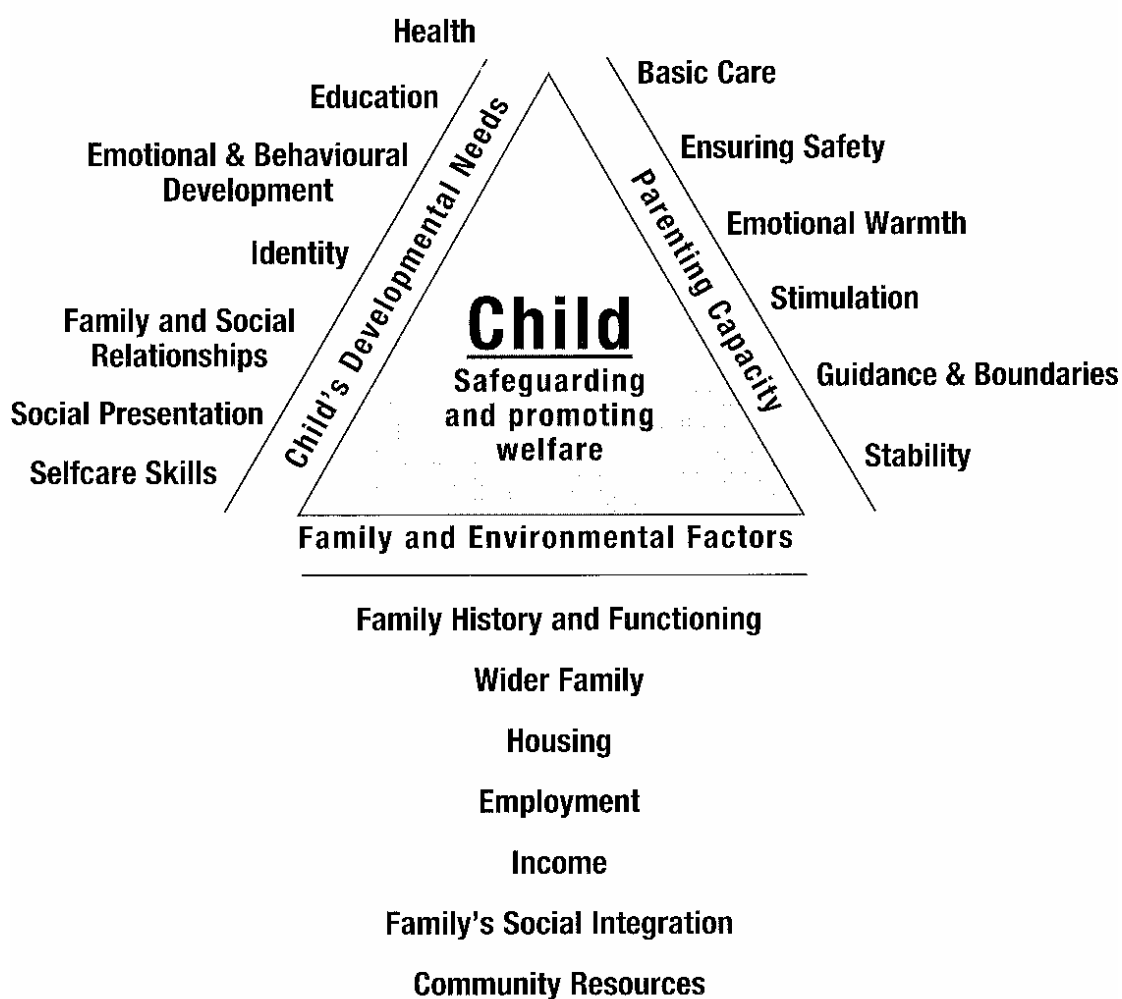 Health
Education
Emotional & Behavioural
Development
Identity
Family and Social
Relationships
Social Presentation
Selfcare Skills
Child's Developmental Needs
Child
Safeguarding
and promoting
welfare
Parenting Capacity
Basic Care
Ensuring Safety
Emotional Warmth
Stimulation
Guidance & Boundaries
Stability
Family and Environmental Factors
Family History and Functioning
Wider Family
Housing
Employment
Income
Family's Social Integration
Community Resources